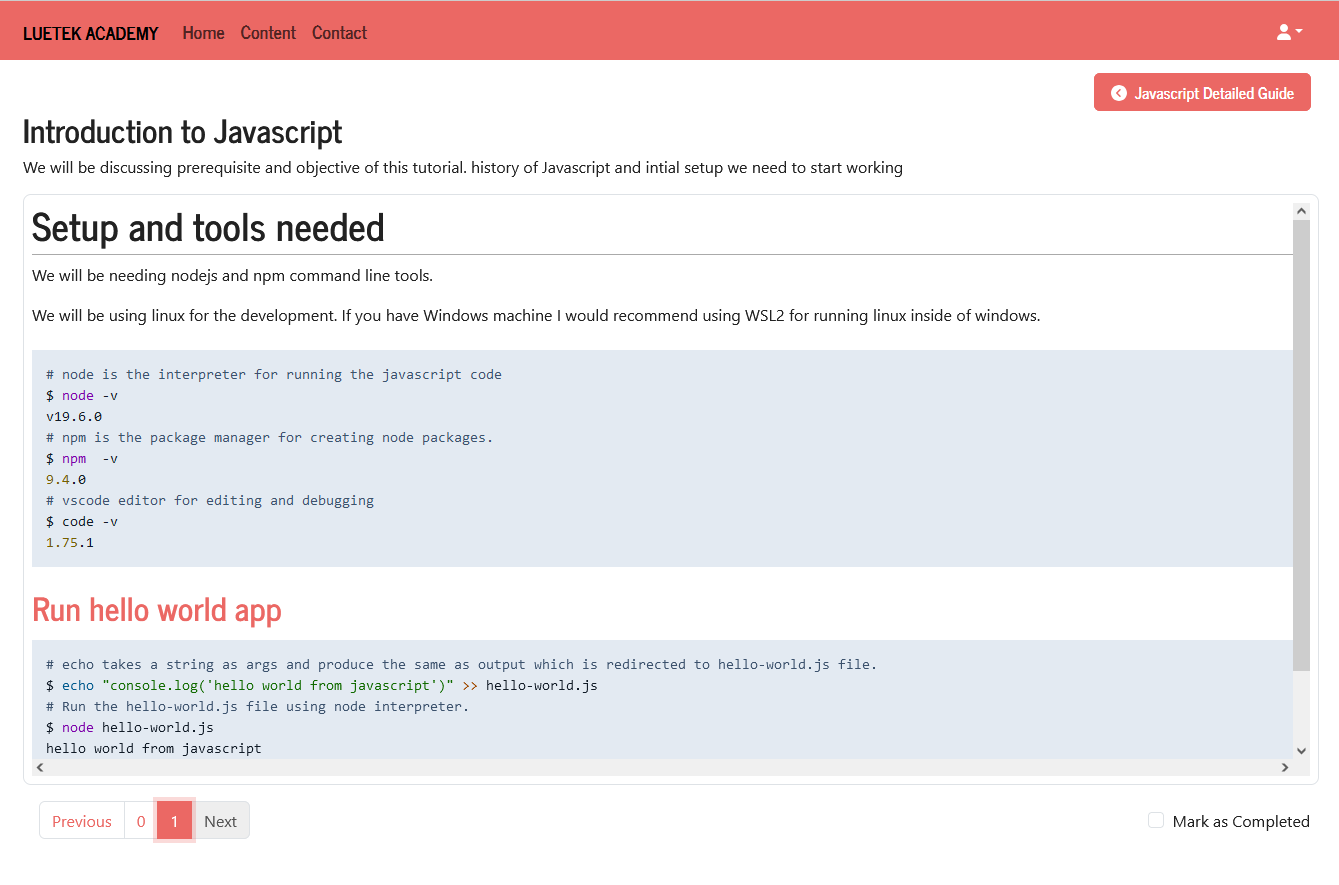 LUETEK ACADEMY Home Content Contact
Javascript Detailed Guide
Introduction to Javascript
We will be discussing prerequisite and objective of this tutorial. history of Javascript and intial setup we need to start working
Setup and tools needed
We will be needing nodejs and npm command line tools.
We will be using linux for the development. If you have Windows machine I would recommend using WSL2 for running linux inside of windows.
# node is the interpreter for running the javascript code
$ node -v
v19.6.0
# npm is the package manager for creating node packages.
$ npm  -v
9.4.0
# vscode editor for editing and debugging
$ code -v
1.75.1
Run hello world app
# echo takes a string as args and produce the same as output which is redirected to hello-world.js file.
$ echo "console.log('hello world from javascript')" >> hello-world.js
# Run the hello-world.js file using node interpreter.
$ node hello-world.js
hello world from javascript
Previous 0 1 Next Mark as Completed